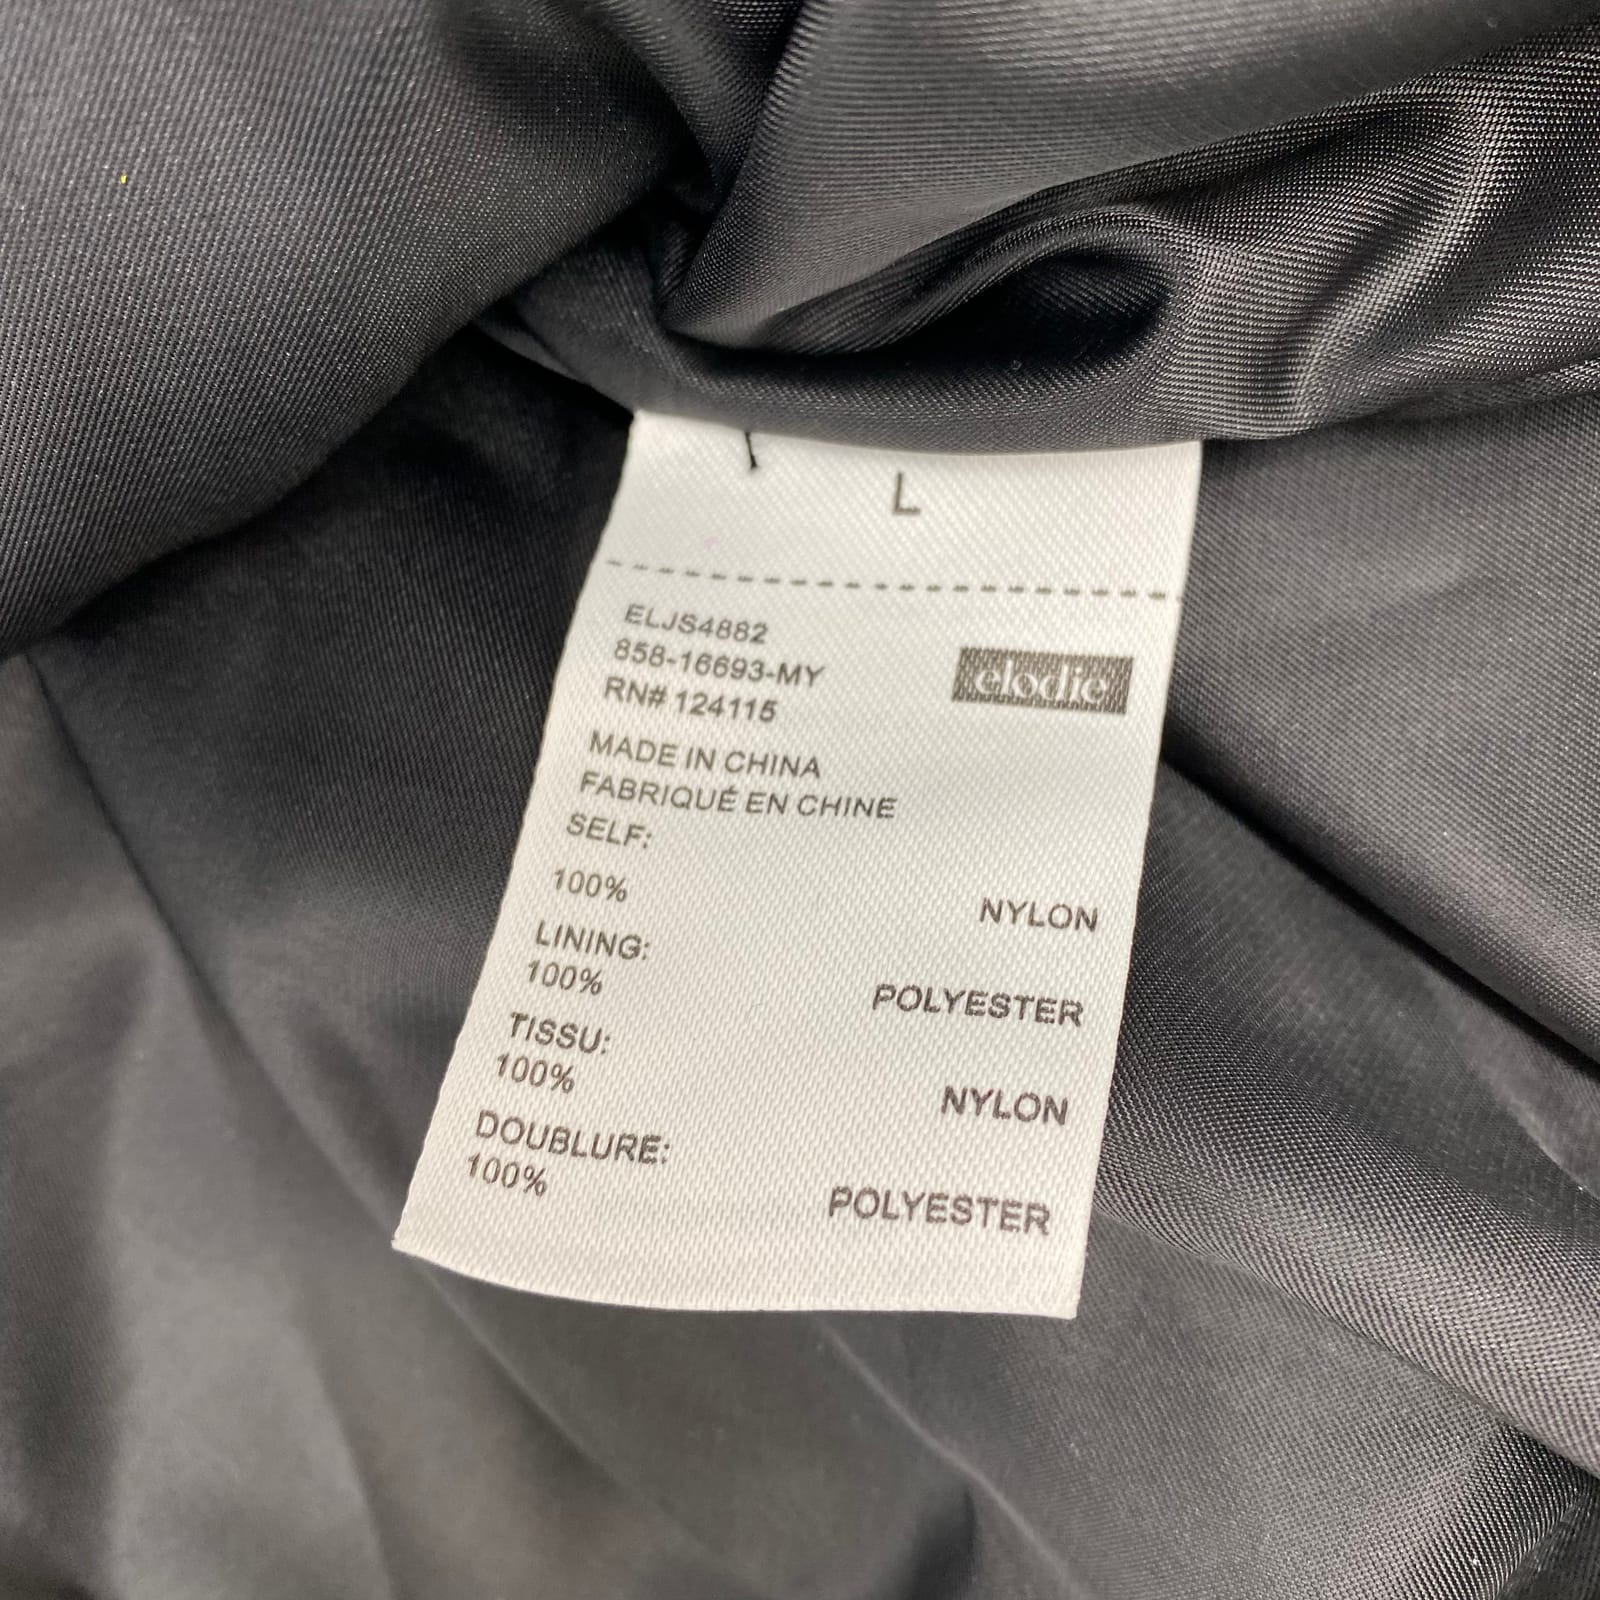 L
ELJS4882
858-16693-MY
RN# 124115
elodie
MADE IN CHINA
FABRIQUÉ EN CHINE
SELF:
100% NYLON
LINING:
100% POLYESTER
TISSU:
100% NYLON
DOUBLURE:
100% POLYESTER